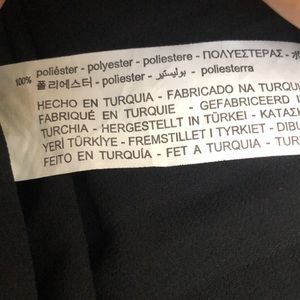 100% poliéster - polyester - poliestere - ΠΟΛΥΕΣΤΕΡΑΣ -
폴리에스터 - poliester - بوليستير - poliesterra
HECHO EN TURQUIA - FABRICADO NA TURQU
FABRIQUÉ EN TURQUIE - GEFABRICEERD IN
TURCHIA - HERGESTELLT IN TÜRKEI - ΚΑΤΑΣΚ
YERİ TÜRKİYE - FREMSTILLET I TYRKIET - DIBU
FEITO EN TURQUÍA - FET A TURQUIA - TUR